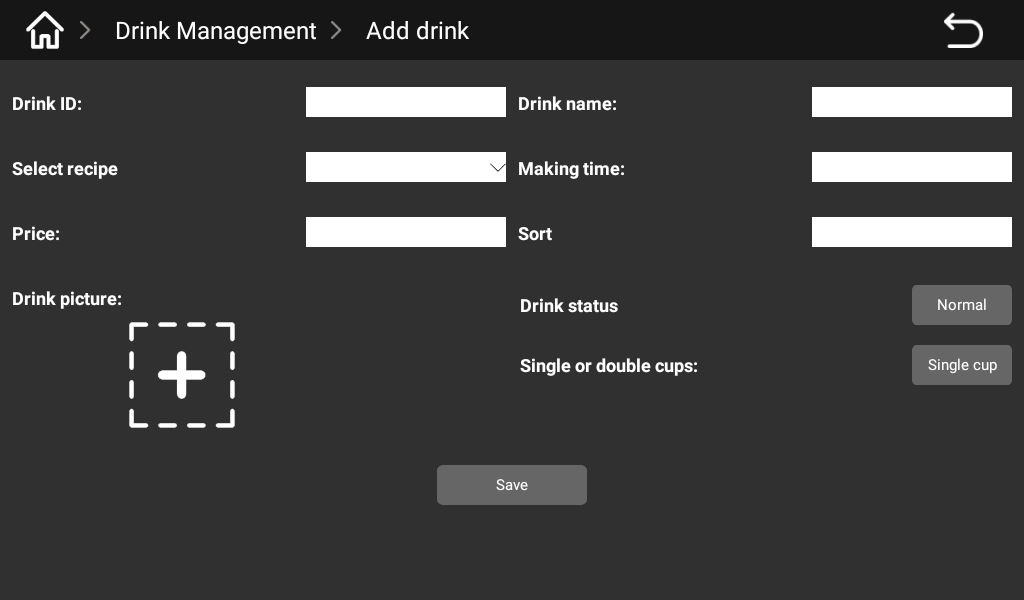 Drink Management Add drink
Drink ID: Drink name:
Select recipe Making time:
Price: Sort
Drink picture:
Drink status Normal
Single or double cups: Single cup
Save